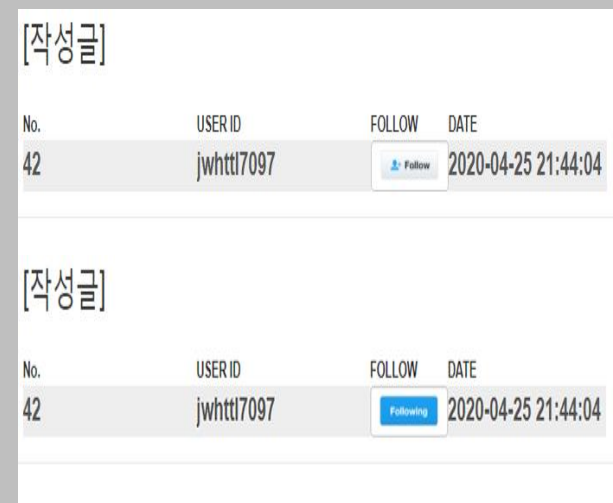 [작성글]
No. USER ID FOLLOW DATE
42 jwhttl7097 Follow 2020-04-25 21:44:04
[작성글]
No. USER ID FOLLOW DATE
42 jwhttl7097 Following 2020-04-25 21:44:04